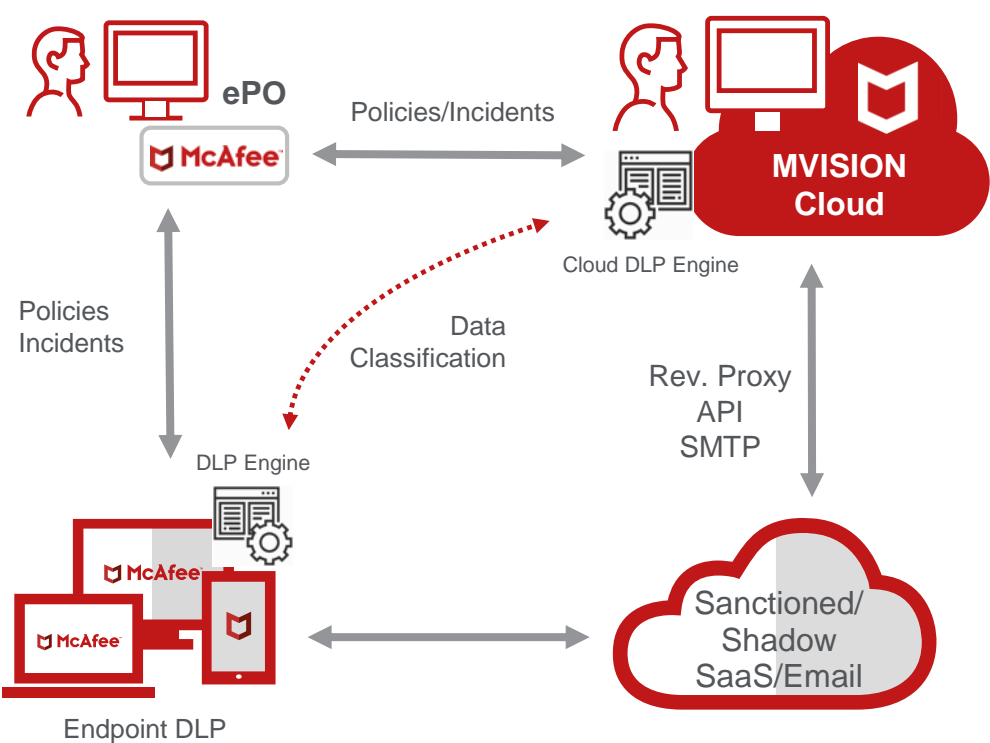 ePO
McAfee™
Policies/Incidents
MVISION
Cloud
Cloud DLP Engine
Policies
Incidents
Data
Classification
Rev. Proxy
API
SMTP
DLP Engine
McAfee
McAfee
Sanctioned/
Shadow
SaaS/Email
Endpoint DLP